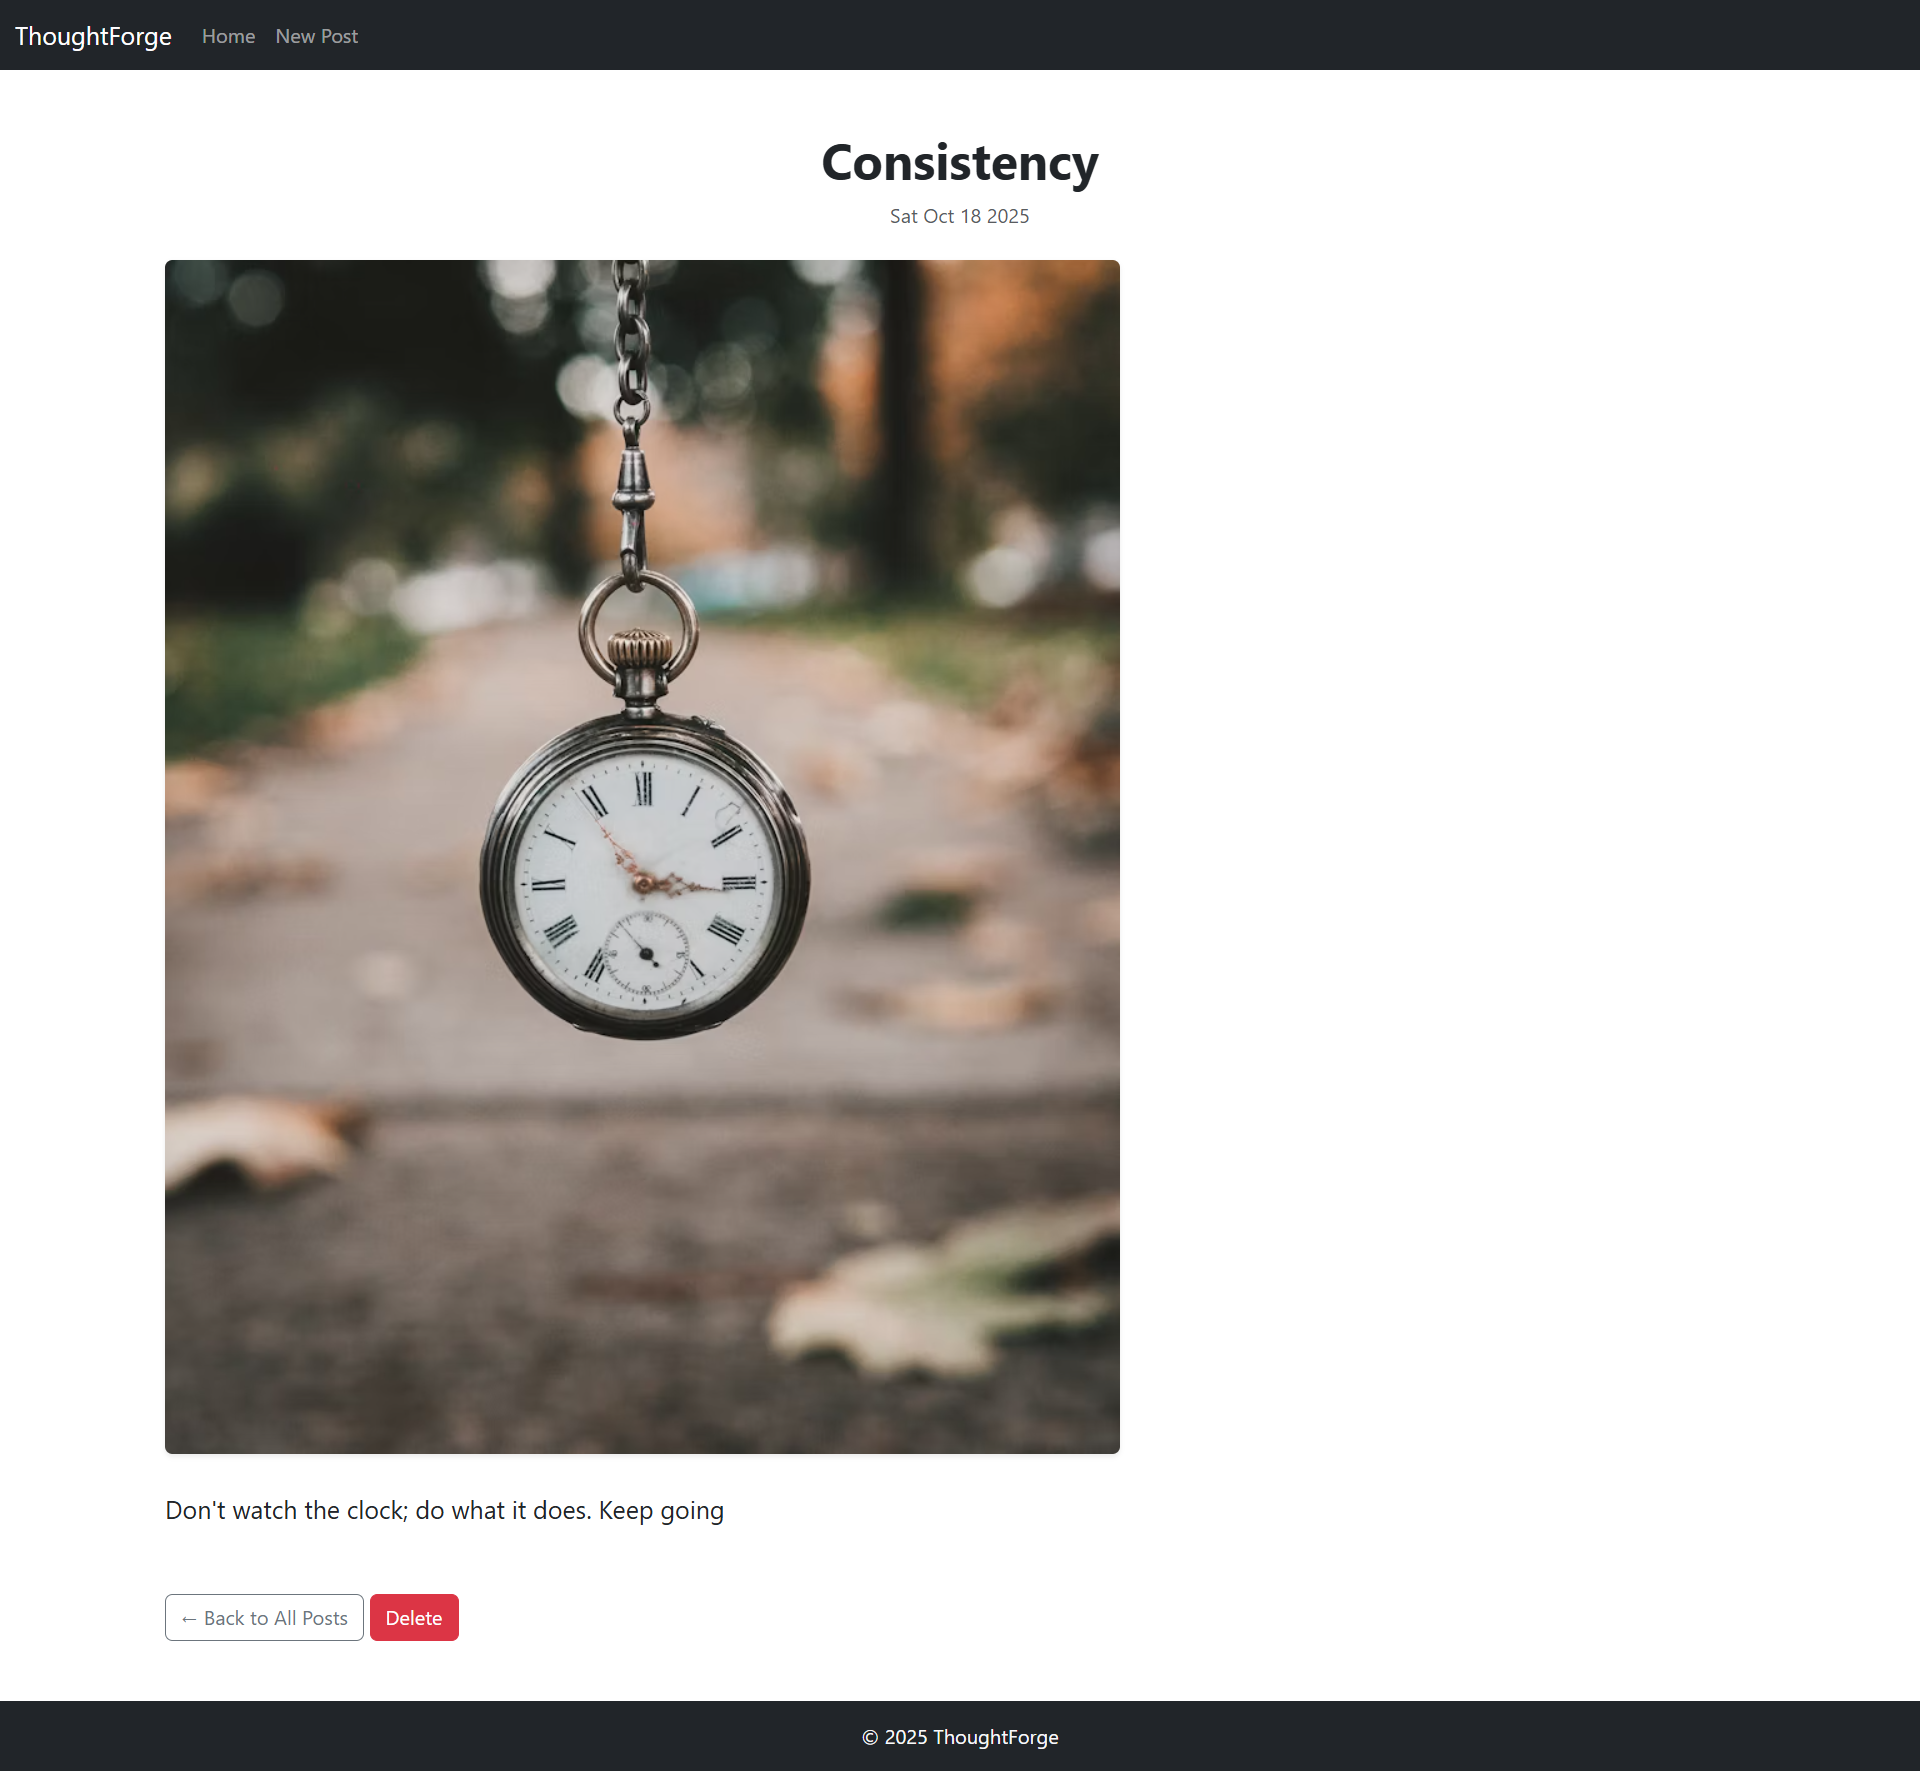 ThoughtForge Home New Post
Consistency
Sat Oct 18 2025
Don't watch the clock; do what it does. Keep going
← Back to All Posts Delete
© 2025 ThoughtForge